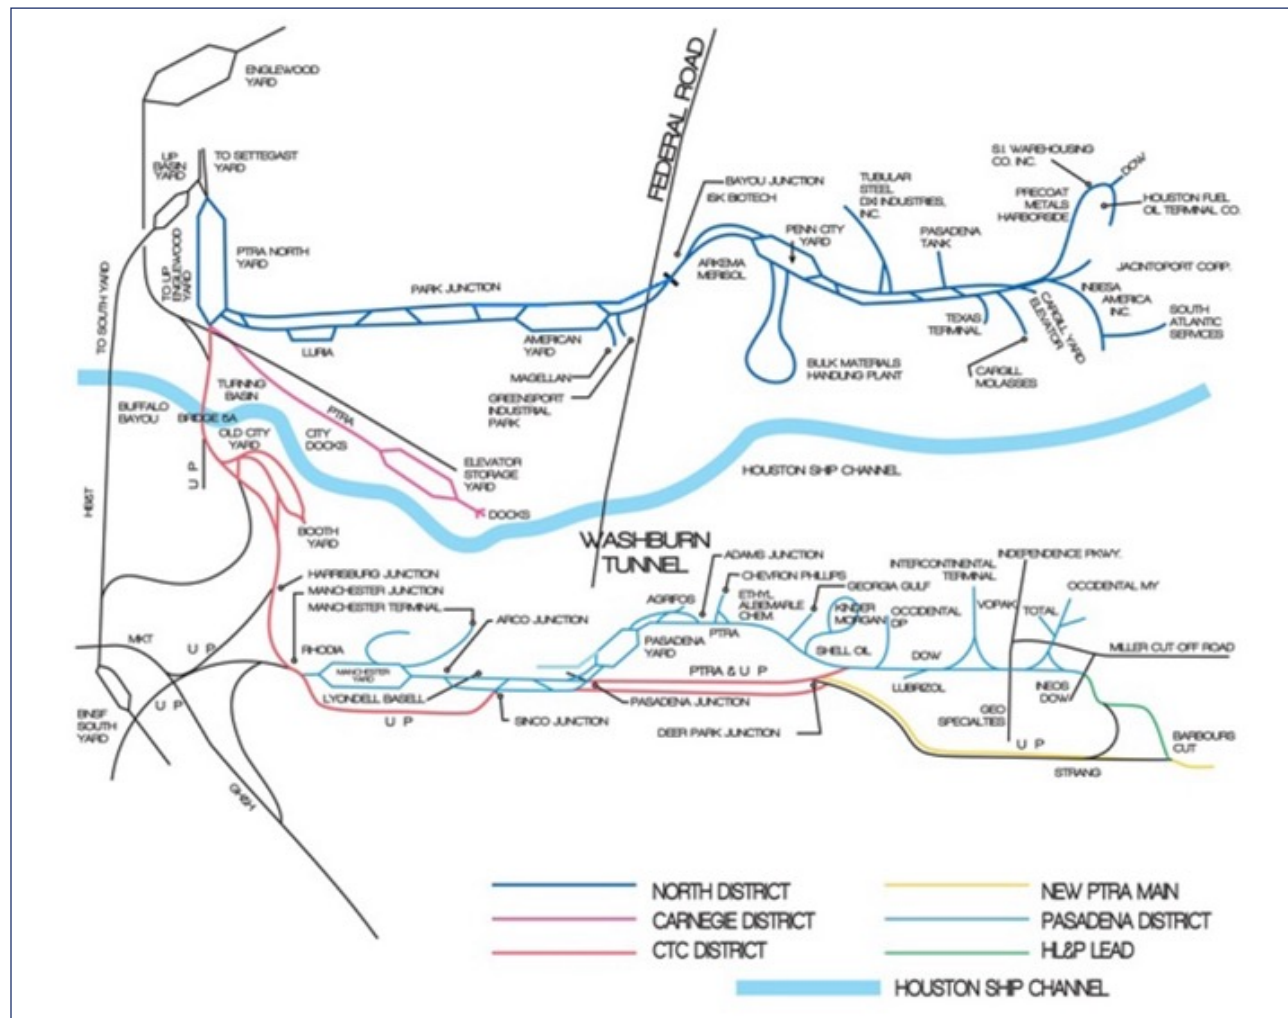 ENGLEWOOD
YARD
UP
BASIN
YARD
TO SETTEGAST
YARD
FEDERAL ROAD
BAYOU JUNCTION
ISK BIOTECH
TUBULAR
STEEL
DXI INDUSTRIES,
INC.
S.I. WAREHOUSING
CO. INC.
DOW
PRECOAT
METALS
HARBORSIDE
HOUSTON FUEL
OIL TERMINAL CO.
PENN CITY
YARD
PASADENA
TANK
TO UP
ENGLEWOOD
YARD
PTRA NORTH
YARD
TO SOUTH YARD
PARK JUNCTION
ARKEMA
MERISOL
JACINTOPORT CORP.
INBESA
AMERICA
INC.
SOUTH
ATLANTIC
SERVICES
CARGILL YARD
ELEVATOR
TEXAS
TERMINAL
LURIA
AMERICAN
YARD
MAGELLAN
GREENSPORT
INDUSTRIAL
PARK
BULK MATERIALS
HANDLING PLANT
CARGILL
MOLASSES
TURNING
BASIN
BUFFALO
BAYOU
BRIDGE 5A
PTRA
OLD CITY
YARD
CITY
DOCKS
U P
ELEVATOR
STORAGE
YARD
HOUSTON SHIP CHANNEL
HB&T
DOCKS
BOOTH
YARD
WASHBURN
TUNNEL
ADAMS JUNCTION
CHEVRON PHILLIPS
INTERCONTINENTAL
TERMINAL
INDEPENDENCE PKWY.
HARRISBURG JUNCTION
MANCHESTER JUNCTION
MANCHESTER TERMINAL
AGRIFOS
ETHYL
ALBEMARLE
CHEM.
GEORGIA GULF
KINDER
MORGAN
OCCIDENTAL
DP
VOPAK
TOTAL
OCCIDENTAL MY
ARCO JUNCTION
MKT
U P
RHODIA
PTRA
PASADENA
YARD
SHELL OIL
DOW
MILLER CUT OFF ROAD
MANCHESTER
YARD
PTRA & U P
LYONDELL BASELL
LUBRIZOL
INEOS
DOW
U P
BNSF
SOUTH
YARD
U P
SINCO JUNCTION
PASADENA JUNCTION
DEER PARK JUNCTION
GEO
SPECIALTIES
U P
BARBOURS
CUT
STRANG
GH&H
NORTH DISTRICT
CARNEGIE DISTRICT
CTC DISTRICT
NEW PTRA MAIN
PASADENA DISTRICT
HL&P LEAD
HOUSTON SHIP CHANNEL